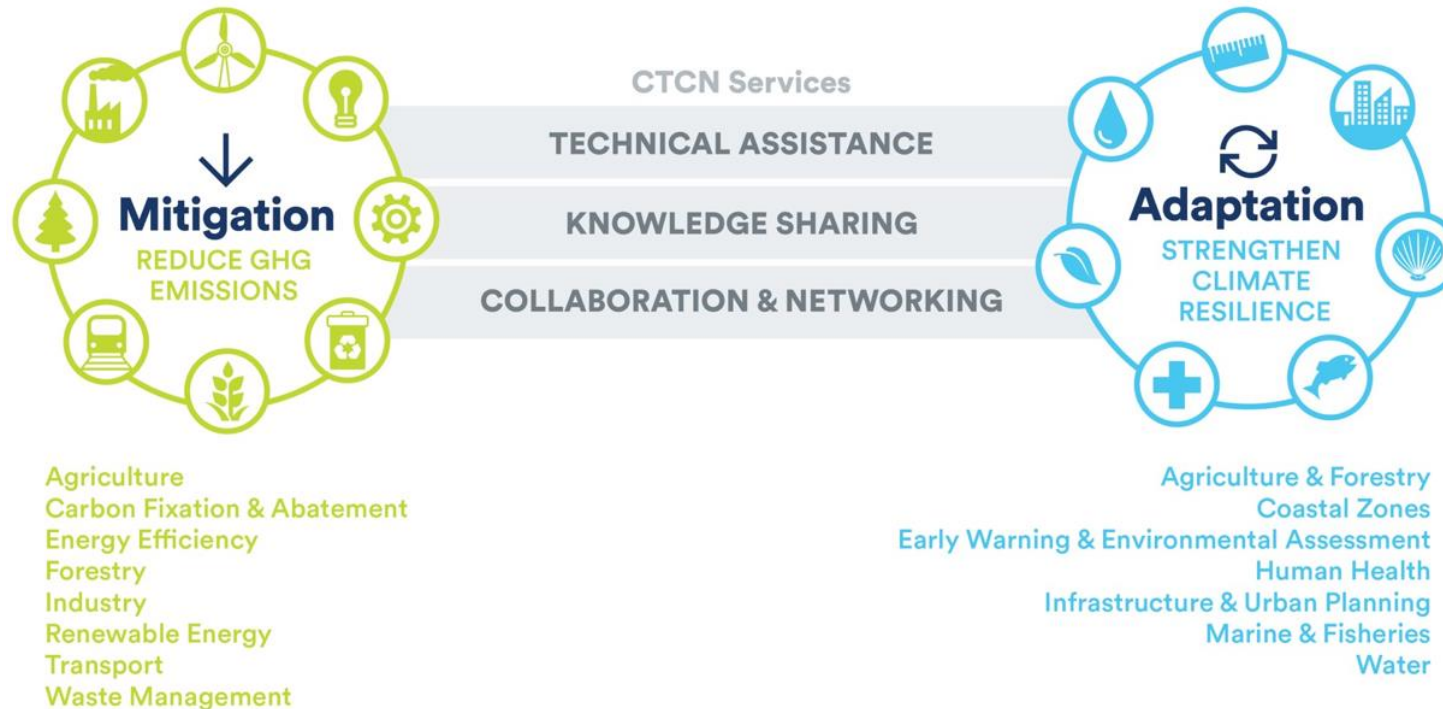 CTCN Services
TECHNICAL ASSISTANCE
KNOWLEDGE SHARING
COLLABORATION & NETWORKING
Mitigation
REDUCE GHG
EMISSIONS
Adaptation
STRENGTHEN
CLIMATE
RESILIENCE
Agriculture
Carbon Fixation & Abatement
Energy Efficiency
Forestry
Industry
Renewable Energy
Transport
Waste Management
Agriculture & Forestry
Coastal Zones
Early Warning & Environmental Assessment
Human Health
Infrastructure & Urban Planning
Marine & Fisheries
Water